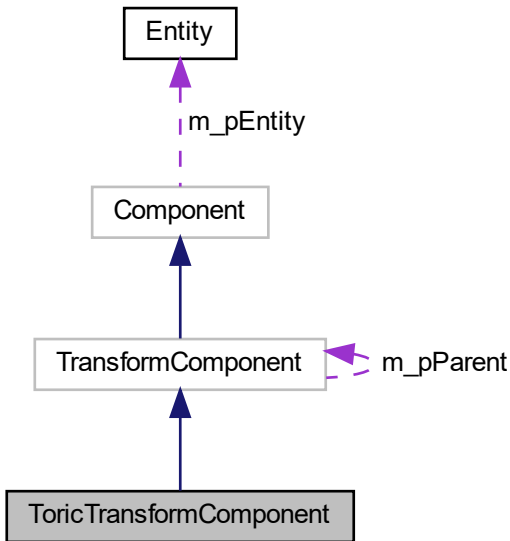 Entity
m_pEntity
Component
TransformComponent
m_pParent
ToricTransformComponent